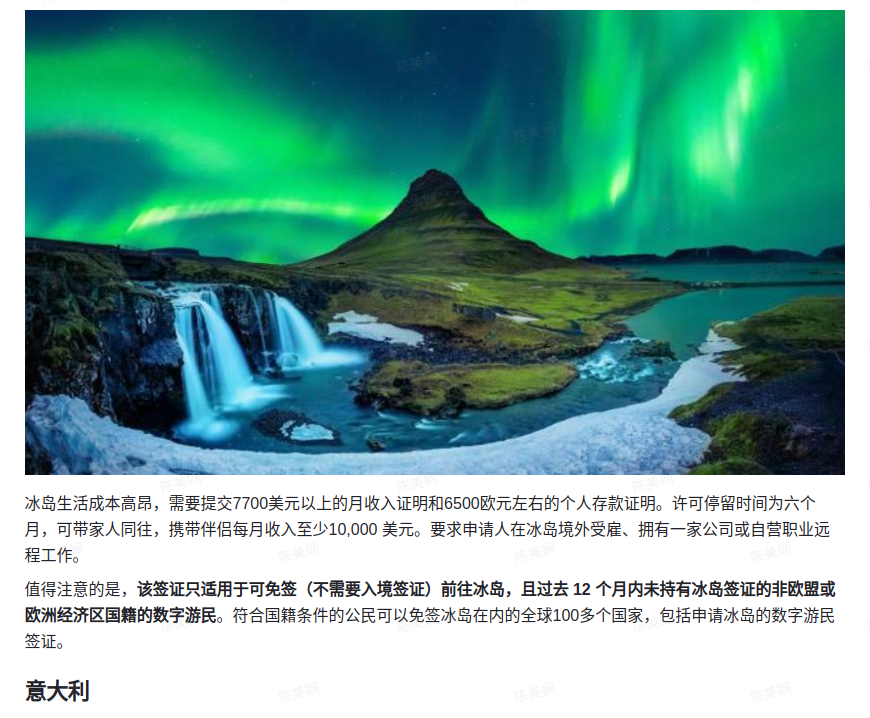 冰岛生活成本高昂，需要提交7700美元以上的月收入证明和6500欧元左右的个人存款证明。许可停留时间为六个
月，可带家人同往，携带伴侣每月收入至少10,000 美元。要求申请人在冰岛境外受雇、拥有一家公司或自营职业远
程工作。
值得注意的是，该签证只适用于可免签（不需要入境签证）前往冰岛，且过去 12 个月内未持有冰岛签证的非欧盟或
欧洲经济区国籍的数字游民。符合国籍条件的公民可以免签冰岛在内的全球100多个国家，包括申请冰岛的数字游民
签证。
意大利